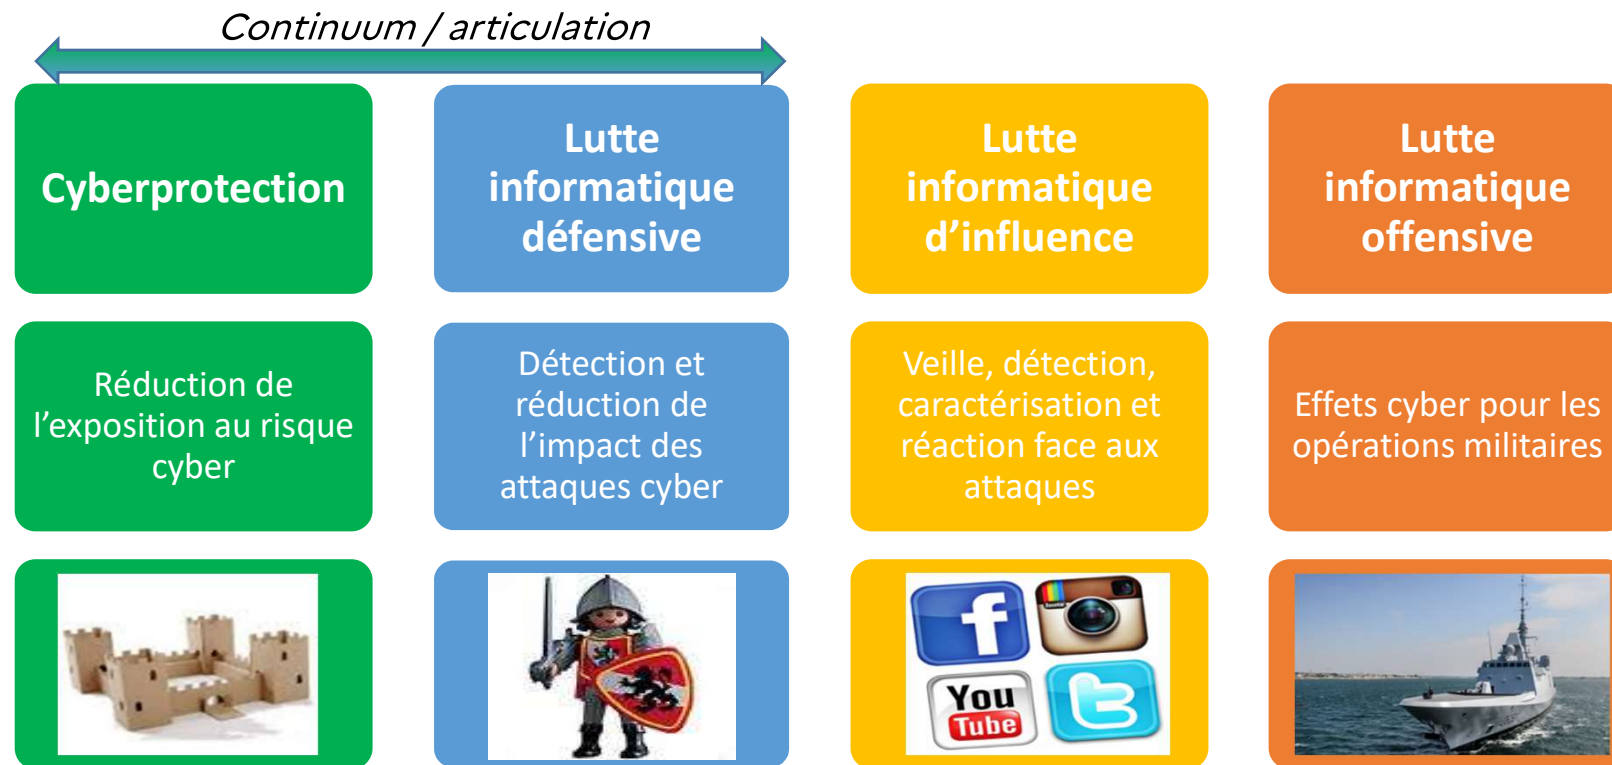 Continuum / articulation
Cyberprotection
Lutte
informatique
défensive
Lutte
informatique
d’influence
Lutte
informatique
offensive
Réduction de
l’exposition au risque
cyber
Détection et
réduction de
l’impact des
attaques cyber
Veille, détection,
caractérisation et
réaction face aux
attaques
Effets cyber pour les
opérations militaires
f
Insta
You
Tube
t